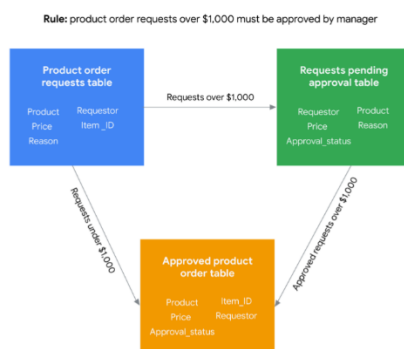 Rule: product order requests over $1,000 must be approved by manager
Product order
requests table
Product Requestor
Price Item _ID
Reason
Requests over $1,000
Requests pending
approval table
Requestor Product
Price Reason
Approval_status
Requests under $1,000
Approved requests over $1,000
Approved product
order table
Product Item_ID
Price Requestor
Approval_status